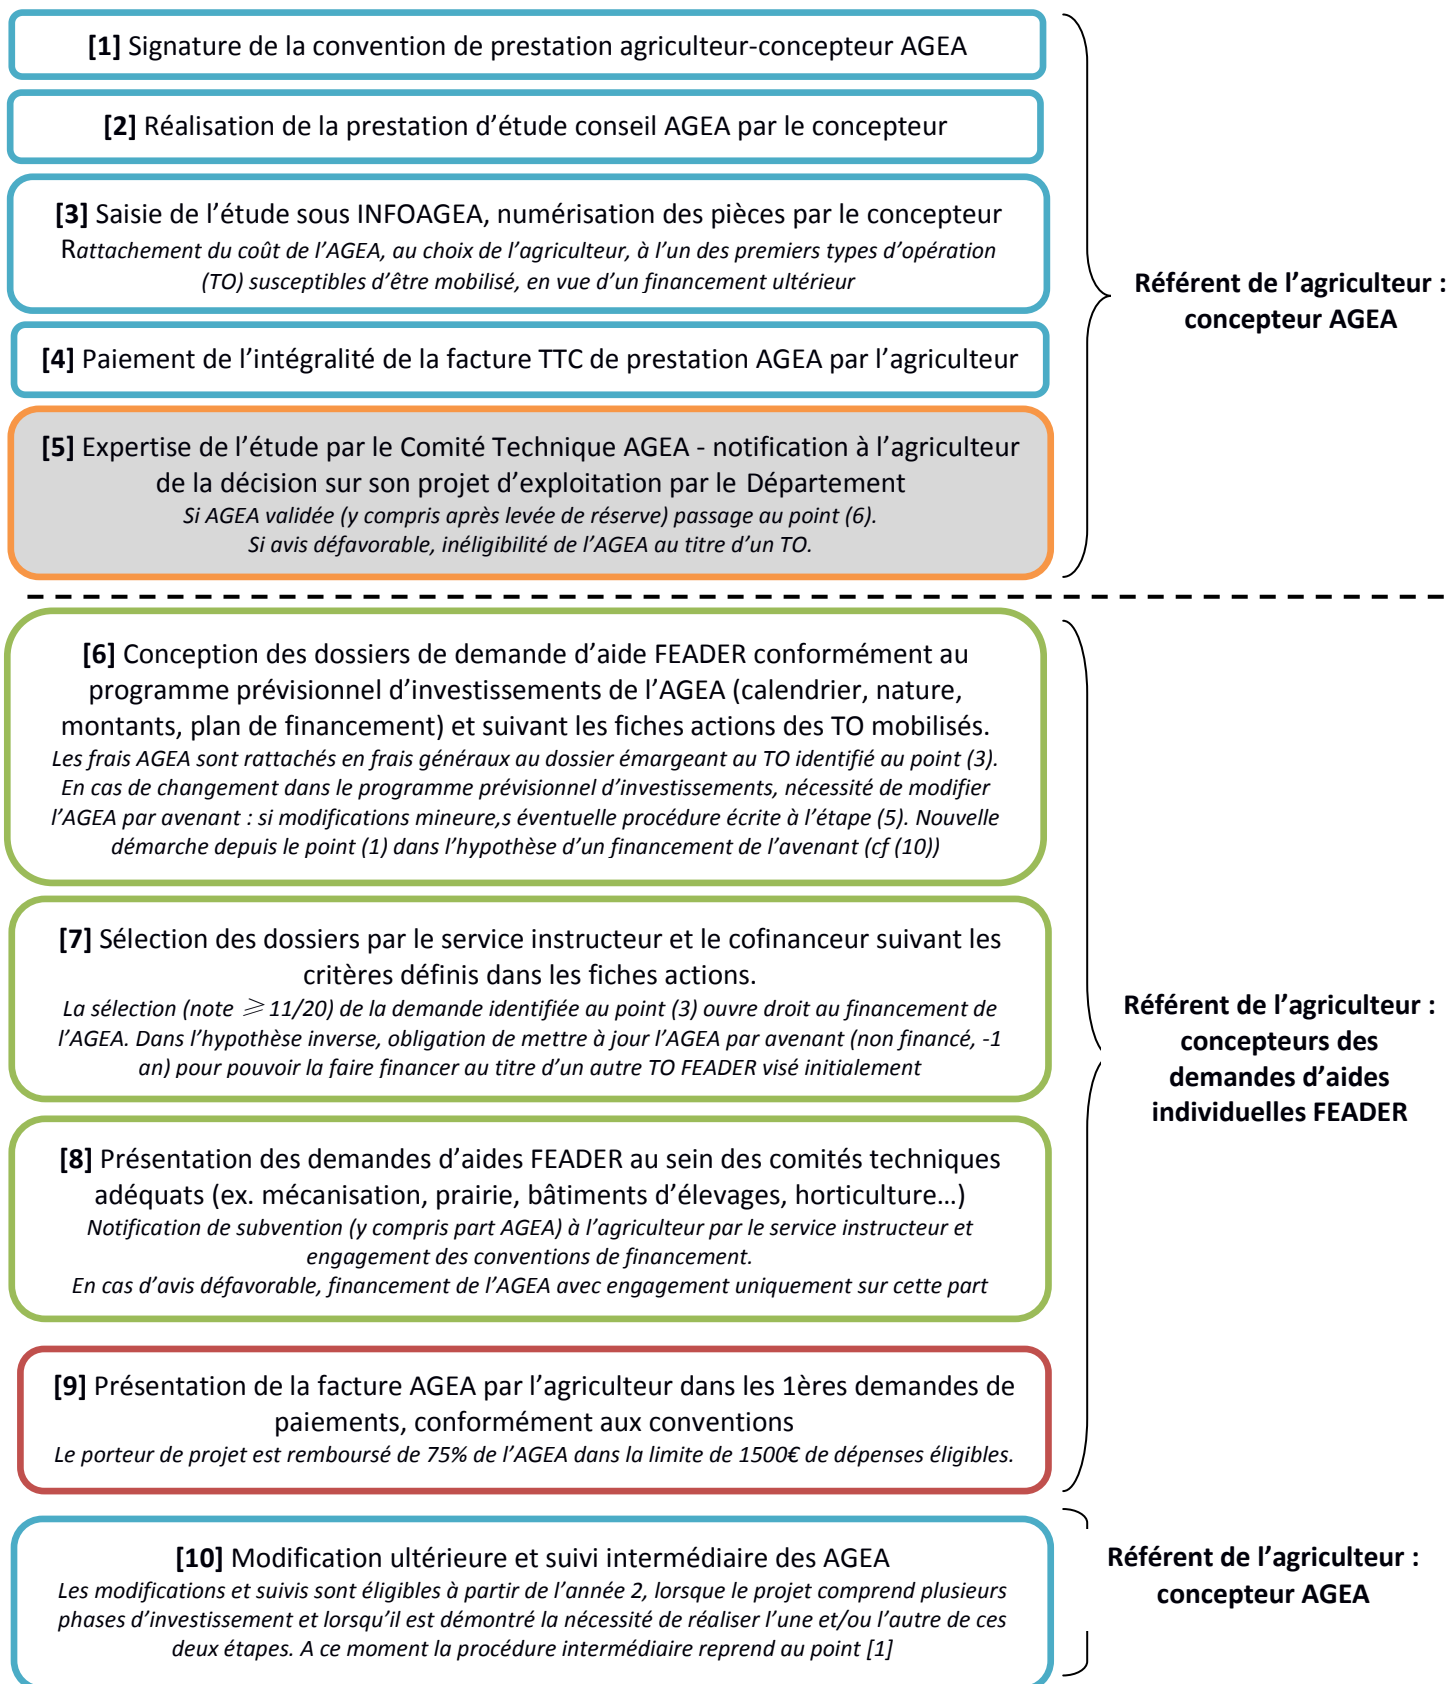 [1] Signature de la convention de prestation agriculteur-concepteur AGEA
[2] Réalisation de la prestation d’étude conseil AGEA par le concepteur
[3] Saisie de l’étude sous INFOAGEA, numérisation des pièces par le concepteur
Rattachement du coût de l’AGEA, au choix de l’agriculteur, à l’un des premiers types d’opération
(TO) susceptibles d’être mobilisé, en vue d’un financement ultérieur
[4] Paiement de l’intégralité de la facture TTC de prestation AGEA par l’agriculteur
[5] Expertise de l’étude par le Comité Technique AGEA - notification à l’agriculteur
de la décision sur son projet d’exploitation par le Département
Si AGEA validée (y compris après levée de réserve) passage au point (6).
Si avis défavorable, inéligibilité de l’AGEA au titre d’un TO.
Référent de l’agriculteur :
concepteur AGEA
[6] Conception des dossiers de demande d’aide FEADER conformément au
programme prévisionnel d’investissements de l’AGEA (calendrier, nature,
montants, plan de financement) et suivant les fiches actions des TO mobilisés.
Les frais AGEA sont rattachés en frais généraux au dossier émargeant au TO identifié au point (3).
En cas de changement dans le programme prévisionnel d’investissements, nécessité de modifier
l’AGEA par avenant : si modifications mineure,s éventuelle procédure écrite à l’étape (5). Nouvelle
démarche depuis le point (1) dans l’hypothèse d’un financement de l’avenant (cf (10))
[7] Sélection des dossiers par le service instructeur et le cofinanceur suivant les
critères définis dans les fiches actions.
La sélection (note ⩾ 11/20) de la demande identifiée au point (3) ouvre droit au financement de
l’AGEA. Dans l’hypothèse inverse, obligation de mettre à jour l’AGEA par avenant (non financé, -1
an) pour pouvoir la faire financer au titre d’un autre TO FEADER visé initialement
[8] Présentation des demandes d’aides FEADER au sein des comités techniques
adéquats (ex. mécanisation, prairie, bâtiments d’élevages, horticulture…)
Notification de subvention (y compris part AGEA) à l’agriculteur par le service instructeur et
engagement des conventions de financement.
En cas d’avis défavorable, financement de l’AGEA avec engagement uniquement sur cette part
[9] Présentation de la facture AGEA par l’agriculteur dans les 1ères demandes de
paiements, conformément aux conventions
Le porteur de projet est remboursé de 75% de l’AGEA dans la limite de 1500€ de dépenses éligibles.
Référent de l’agriculteur :
concepteurs des
demandes d’aides
individuelles FEADER
[10] Modification ultérieure et suivi intermédiaire des AGEA
Les modifications et suivis sont éligibles à partir de l’année 2, lorsque le projet comprend plusieurs
phases d’investissement et lorsqu’il est démontré la nécessité de réaliser l’une et/ou l’autre de ces
deux étapes. A ce moment la procédure intermédiaire reprend au point [1]
Référent de l’agriculteur :
concepteur AGEA